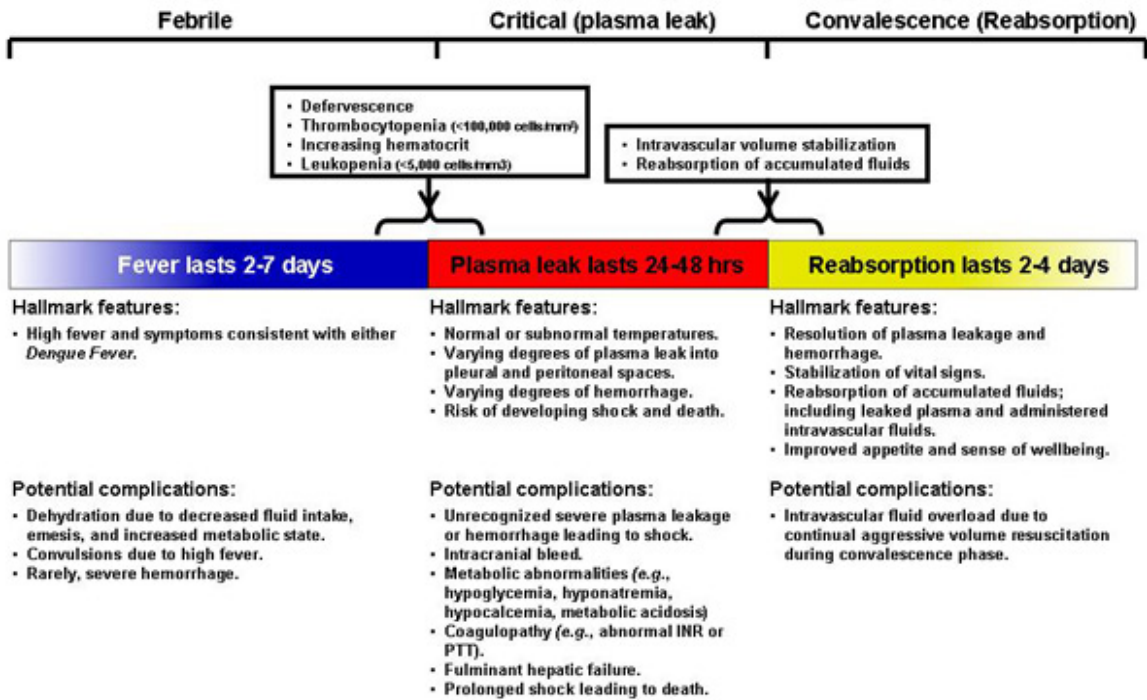 Febrile
Critical (plasma leak)
Convalescence (Reabsorption)
• Defervescence
• Thrombocytopenia (<100,000 cells/mm³)
• Increasing hematocrit
• Leukopenia (<5,000 cells/mm3)
• Intravascular volume stabilization
• Reabsorption of accumulated fluids
Fever lasts 2-7 days
Plasma leak lasts 24-48 hrs
Reabsorption lasts 2-4 days
Hallmark features:
• High fever and symptoms consistent with either
Dengue Fever.
Hallmark features:
• Normal or subnormal temperatures.
• Varying degrees of plasma leak into
pleural and peritoneal spaces.
• Varying degrees of hemorrhage.
• Risk of developing shock and death.
Hallmark features:
• Resolution of plasma leakage and
hemorrhage.
• Stabilization of vital signs.
• Reabsorption of accumulated fluids;
including leaked plasma and administered
intravascular fluids.
• Improved appetite and sense of wellbeing.
Potential complications:
• Dehydration due to decreased fluid intake,
emesis, and increased metabolic state.
• Convulsions due to high fever.
• Rarely, severe hemorrhage.
Potential complications:
• Unrecognized severe plasma leakage
or hemorrhage leading to shock.
• Intracranial bleed.
• Metabolic abnormalities (e.g.,
hypoglycemia, hyponatremia,
hypocalcemia, metabolic acidosis)
• Coagulopathy (e.g., abnormal INR or
PTT).
• Fulminant hepatic failure.
• Prolonged shock leading to death.
Potential complications:
• Intravascular fluid overload due to
continual aggressive volume resuscitation
during convalescence phase.